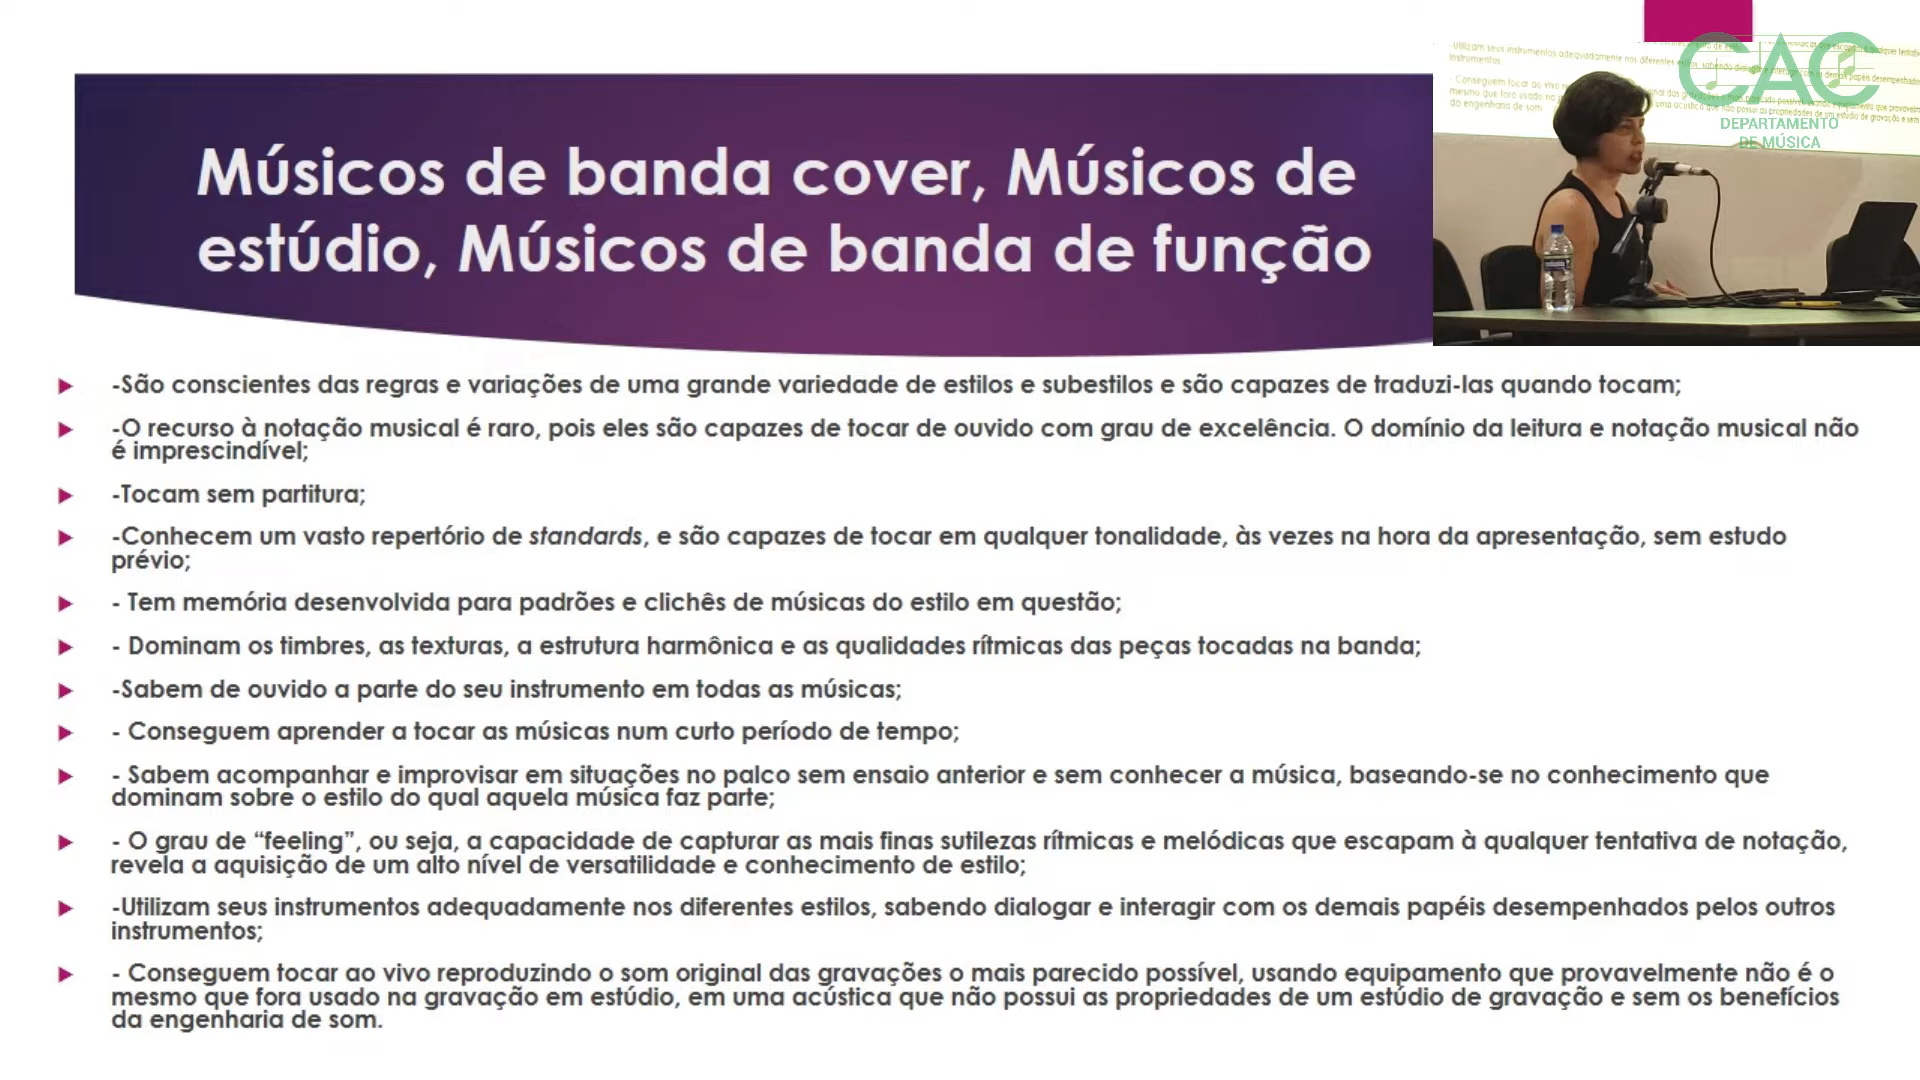 Músicos de banda cover, Músicos de
estúdio, Músicos de banda de função
CAC
DEPARTAMENTO
DE MÚSICA
-São conscientes das regras e variações de uma grande variedade de estilos e subestilos e são capazes de traduzi-las quando tocam;
-O recurso à notação musical é raro, pois eles são capazes de tocar de ouvido com grau de excelência. O domínio da leitura e notação musical não
é imprescindível;
-Tocam sem partitura;
-Conhecem um vasto repertório de standards, e são capazes de tocar em qualquer tonalidade, às vezes na hora da apresentação, sem estudo
prévio;
- Tem memória desenvolvida para padrões e clichês de músicas do estilo em questão;
- Dominam os timbres, as texturas, a estrutura harmônica e as qualidades rítmicas das peças tocadas na banda;
-Sabem de ouvido a parte do seu instrumento em todas as músicas;
- Conseguem aprender a tocar as músicas num curto período de tempo;
- Sabem acompanhar e improvisar em situações no palco sem ensaio anterior e sem conhecer a música, baseando-se no conhecimento que
dominam sobre o estilo do qual aquela música faz parte;
- O grau de “feeling”, ou seja, a capacidade de capturar as mais finas sutilezas rítmicas e melódicas que escapam à qualquer tentativa de notação,
revela a aquisição de um alto nível de versatilidade e conhecimento de estilo;
-Utilizam seus instrumentos adequadamente nos diferentes estilos, sabendo dialogar e interagir com os demais papéis desempenhados pelos outros
instrumentos;
- Conseguem tocar ao vivo reproduzindo o som original das gravações o mais parecido possível, usando equipamento que provavelmente não é o
mesmo que fora usado na gravação em estúdio, em uma acústica que não possui as propriedades de um estúdio de gravação e sem os benefícios
da engenharia de som.